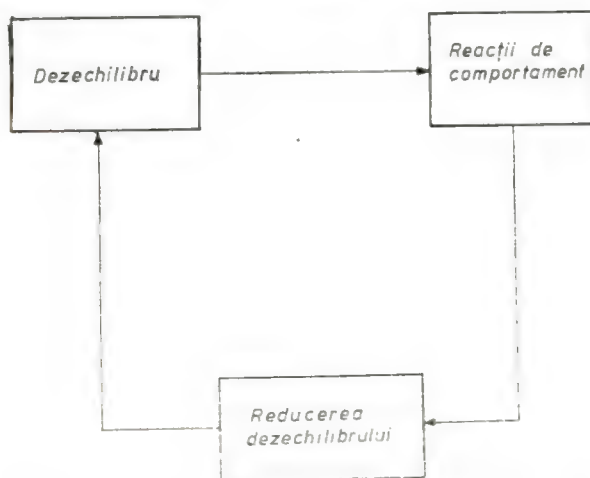 Dezechilibru
Reacții de
comportament
Reducerea
dezechilibrului